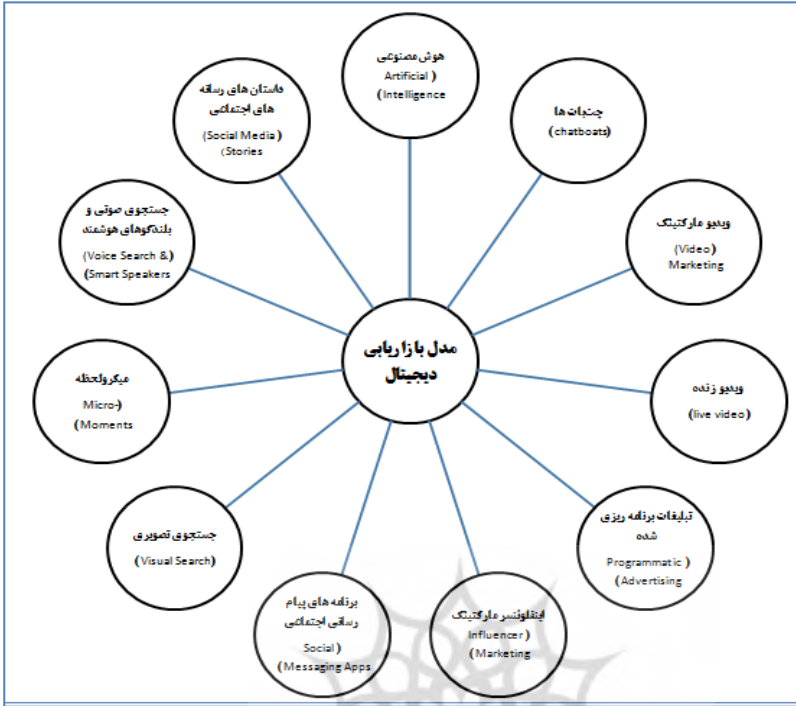 هوش مصنوعی
Artificial )
(Intelligence
چت‌بات ها
(chatboats)
ویدیو مارکتینگ
(Video)
Marketing
ویدیو زنده
(live video)
تبلیغات برنامه ریزی
شده
Programmatic )
(Advertising
اینفلوئنسر مارکتینگ
Influencer )
(Marketing
برنامه های پیام
رسانی اجتماعی
Social )
(Messaging Apps
جستجوی تصویری
(Visual Search)
میکرولحظه
Micro-)
(Moments
جستجوی صوتی و
بلندگوهای هوشمند
(Voice Search &)
(Smart Speakers
داستان های رسانه
های اجتماعی
(Social Media)
(Stories
مدل بازاریابی
دیجیتال